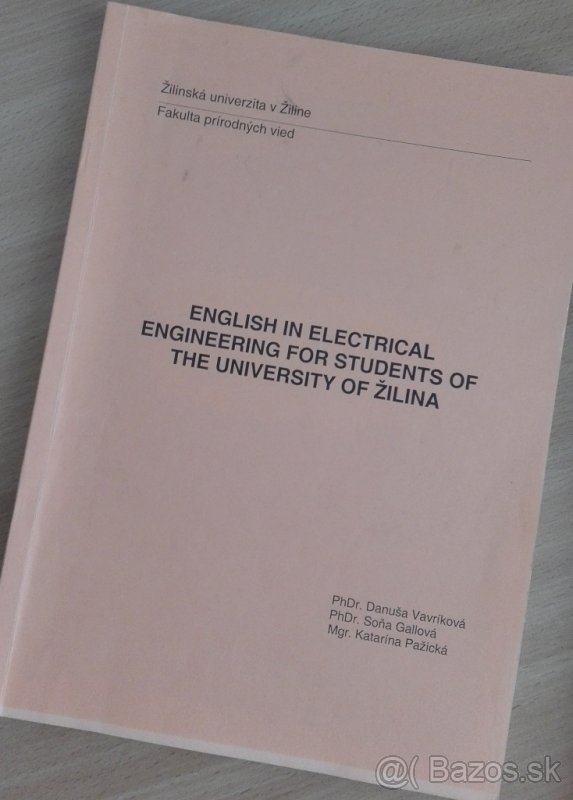 Žilinská univerzita v Žiline
Fakulta prírodných vied
ENGLISH IN ELECTRICAL
ENGINEERING FOR STUDENTS OF
THE UNIVERSITY OF ŽILINA
PhDr. Danuša Vavríková
PhDr. Soňa Gallová
Mgr. Katarína Pažická
@( Bazos.sk